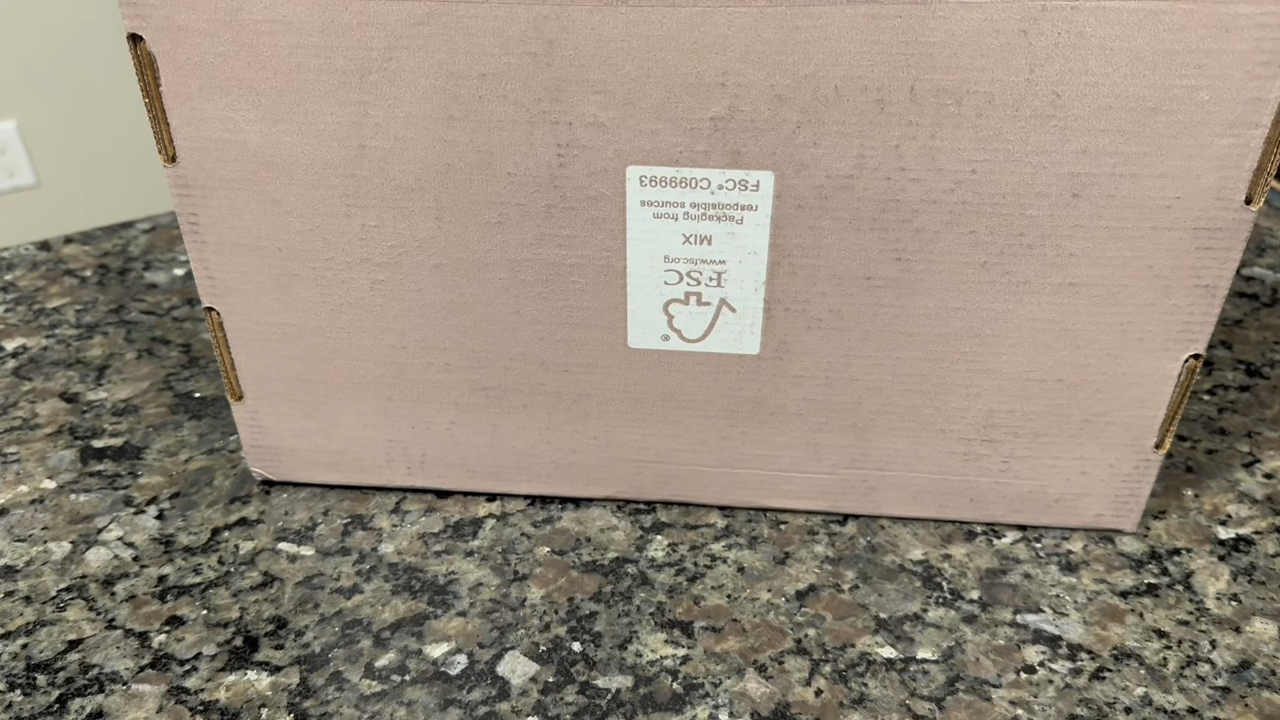 ®
FSC
www.fsc.org
MIX
Packaging from
responsible sources
FSC® C099993